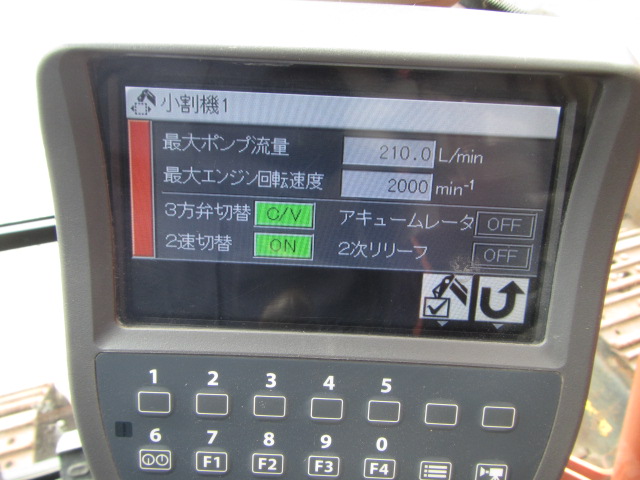 小割機1
最大ポンプ流量 210.0 L/min
最大エンジン回転速度 2000 min-1
3方弁切替 C/V アキュームレータ OFF
2速切替 ON 2次リリーフ OFF
1 2 3 4 5
6 7 8 9 0
F1 F2 F3 F4